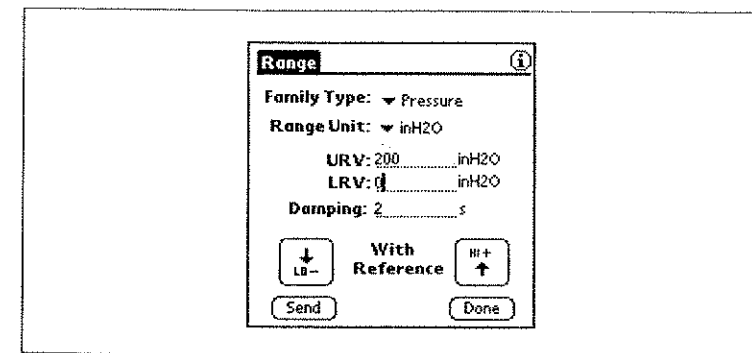 Range
Family Type: Pressure
Range Unit: inH2O
URV: 200 inH2O
LRV: 0 inH2O
Damping: 2 s
LO- With Reference HI+
Send Done